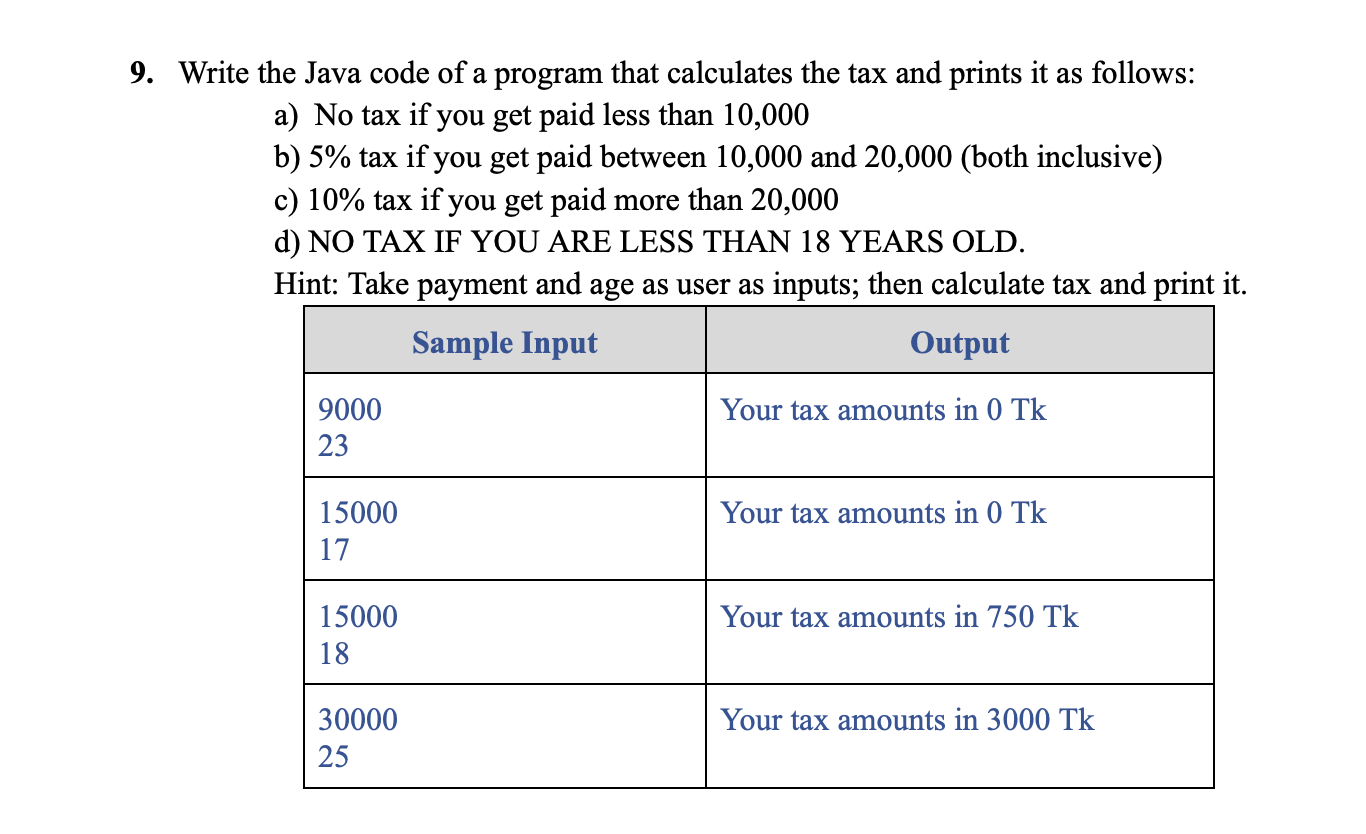 9. Write the Java code of a program that calculates the tax and prints it as follows:
a) No tax if you get paid less than 10,000
b) 5% tax if you get paid between 10,000 and 20,000 (both inclusive)
c) 10% tax if you get paid more than 20,000
d) NO TAX IF YOU ARE LESS THAN 18 YEARS OLD.
Hint: Take payment and age as user as inputs; then calculate tax and print it.
Sample Input Output
9000 Your tax amounts in 0 Tk
23
15000 Your tax amounts in 0 Tk
17
15000 Your tax amounts in 750 Tk
18
30000 Your tax amounts in 3000 Tk
25